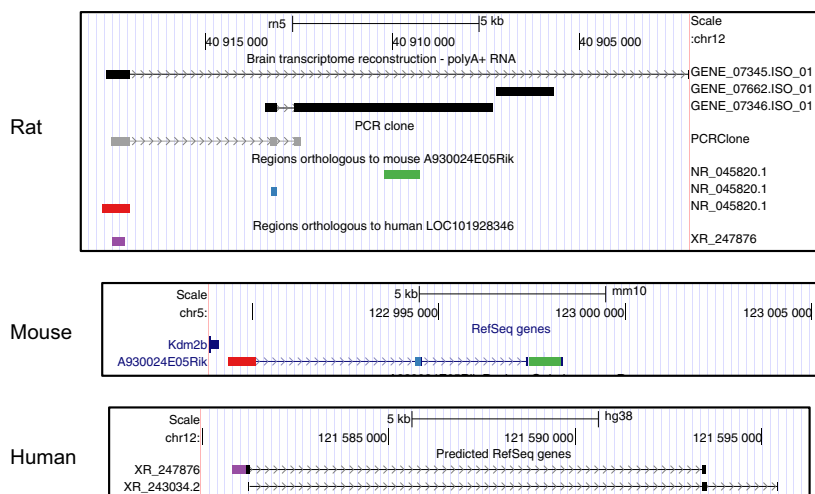 rn5 5 kb Scale
40 915 000 40 910 000 40 905 000 :chr12
Brain transcriptome reconstruction - polyA+ RNA
GENE_07345.ISO_01
GENE_07662.ISO_01
GENE_07346.ISO_01
Rat
PCR clone
PCRClone
Regions orthologous to mouse A930024E05Rik
NR_045820.1
NR_045820.1
NR_045820.1
Regions orthologous to human LOC101928346
XR_247876
Scale 5 kb mm10
chr5: 122 995 000 123 000 000 123 005 000
RefSeq genes
Mouse
Kdm2b
A930024E05Rik
Scale 5 kb hg38
chr12: 121 585 000 121 590 000 121 595 000
Human
Predicted RefSeq genes
XR_247876
XR_243034.2